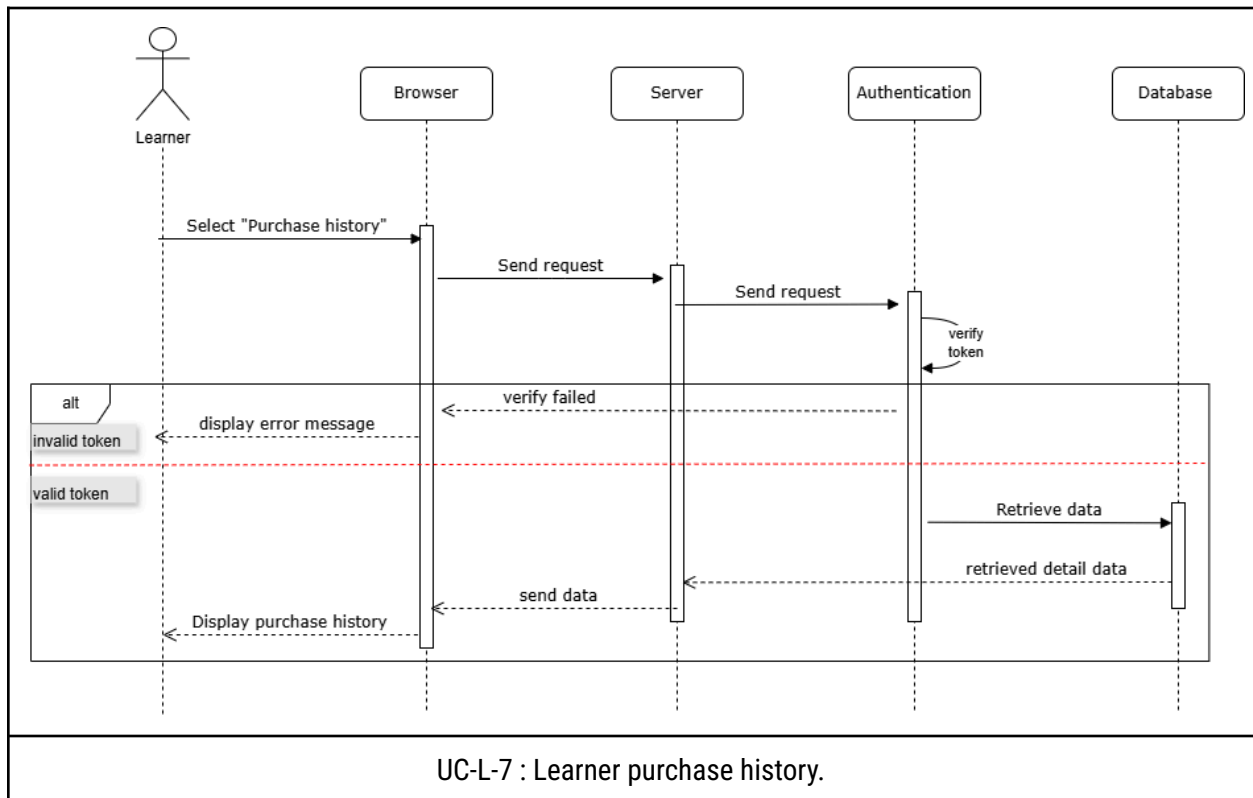 Learner
Browser
Server
Authentication
Database
Select "Purchase history"
Send request
Send request
verify
token
alt
verify failed
display error message
invalid token
valid token
Retrieve data
retrieved detail data
send data
Display purchase history
UC-L-7 : Learner purchase history.